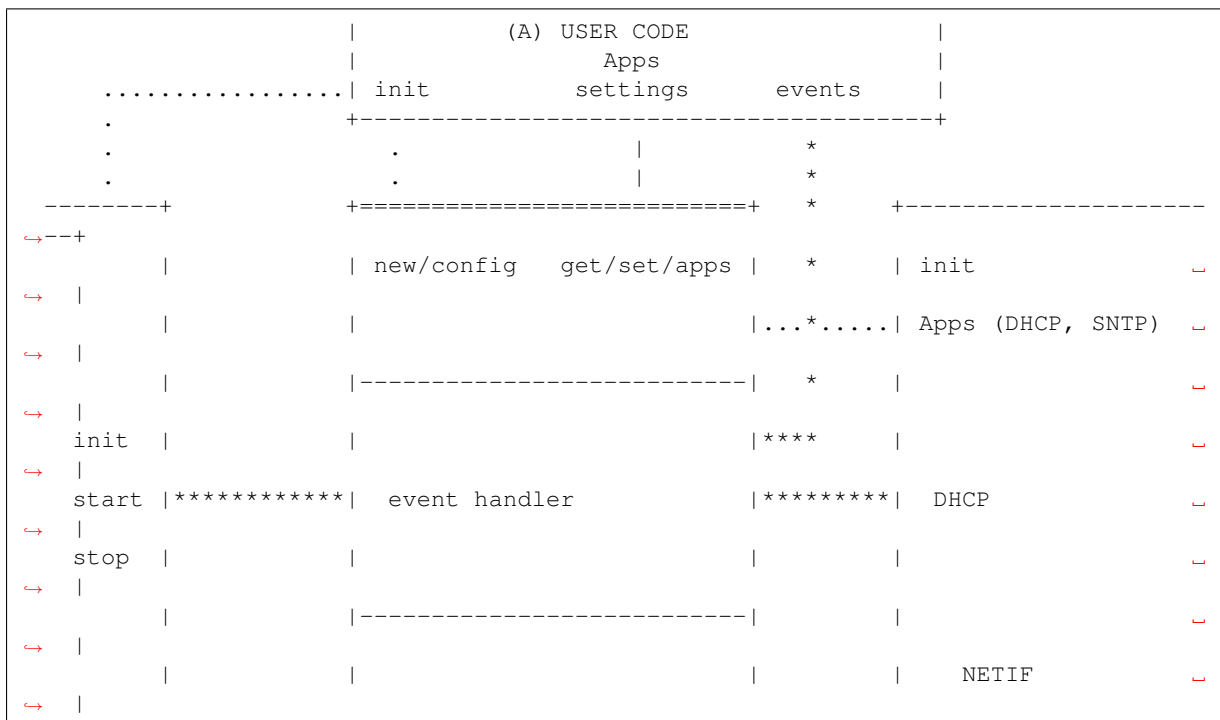 |          (A) USER CODE                 |
                       |                 Apps                   |
      .................| init          settings      events     |
      .                +----------------------------------------+
      .                   .                |           *
      .                   .                |           *
  --------+            +===========================+   *     +---------------------
↪--+
          |            | new/config   get/set/apps |   *     | init               ␣
↪   |
          |            |                           |...*.....| Apps (DHCP, SNTP)  ␣
↪   |
          |            |---------------------------|   *     |                    ␣
↪   |
    init  |            |                           |****     |                    ␣
↪   |
    start |************|  event handler            |*********|  DHCP              ␣
↪   |
    stop  |            |                           |         |                    ␣
↪   |
          |            |---------------------------|         |                    ␣
↪   |
          |            |                           |         |    NETIF           ␣
↪   |